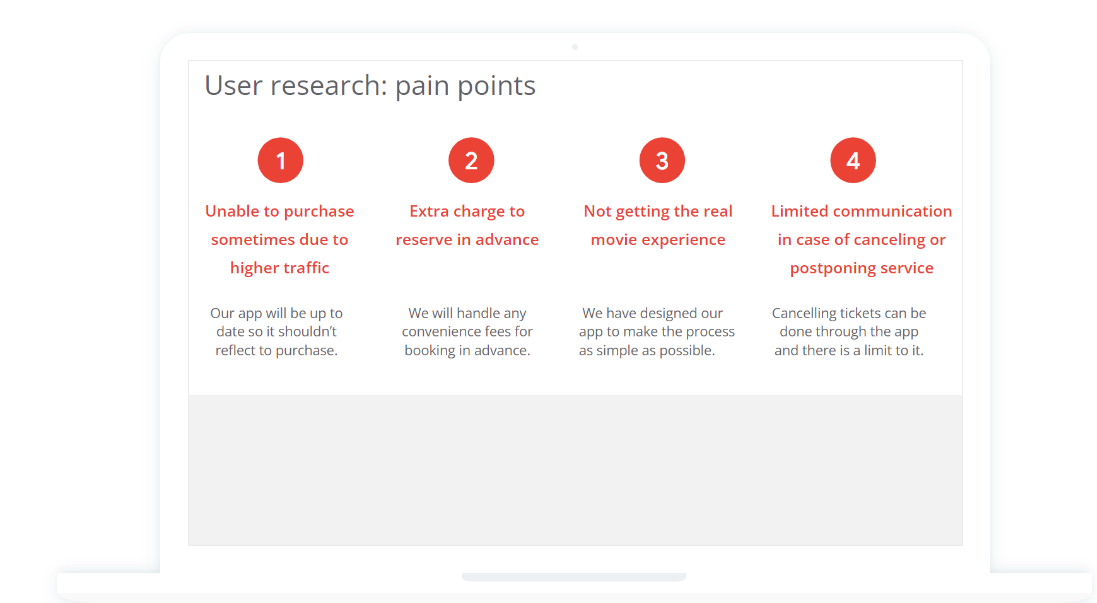 User research: pain points
1
Unable to purchase
sometimes due to
higher traffic
Our app will be up to
date so it shouldn’t
reflect to purchase.
2
Extra charge to
reserve in advance
We will handle any
convenience fees for
booking in advance.
3
Not getting the real
movie experience
We have designed our
app to make the process
as simple as possible.
4
Limited communication
in case of canceling or
postponing service
Cancelling tickets can be
done through the app
and there is a limit to it.